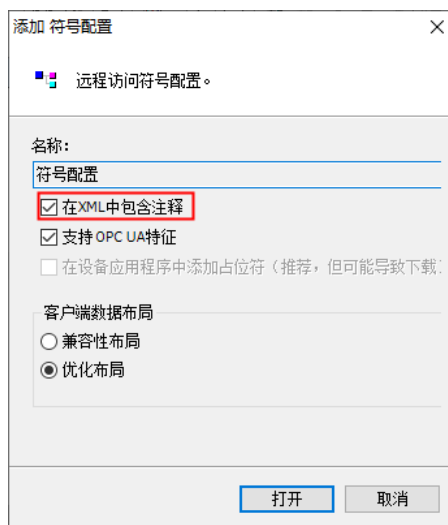 添加 符号配置
远程访问符号配置。
名称：
符号配置
在XML中包含注释
支持 OPC UA特征
在设备应用程序中添加占位符（推荐，但可能导致下载
客户端数据布局
兼容性布局
优化布局
打开
取消